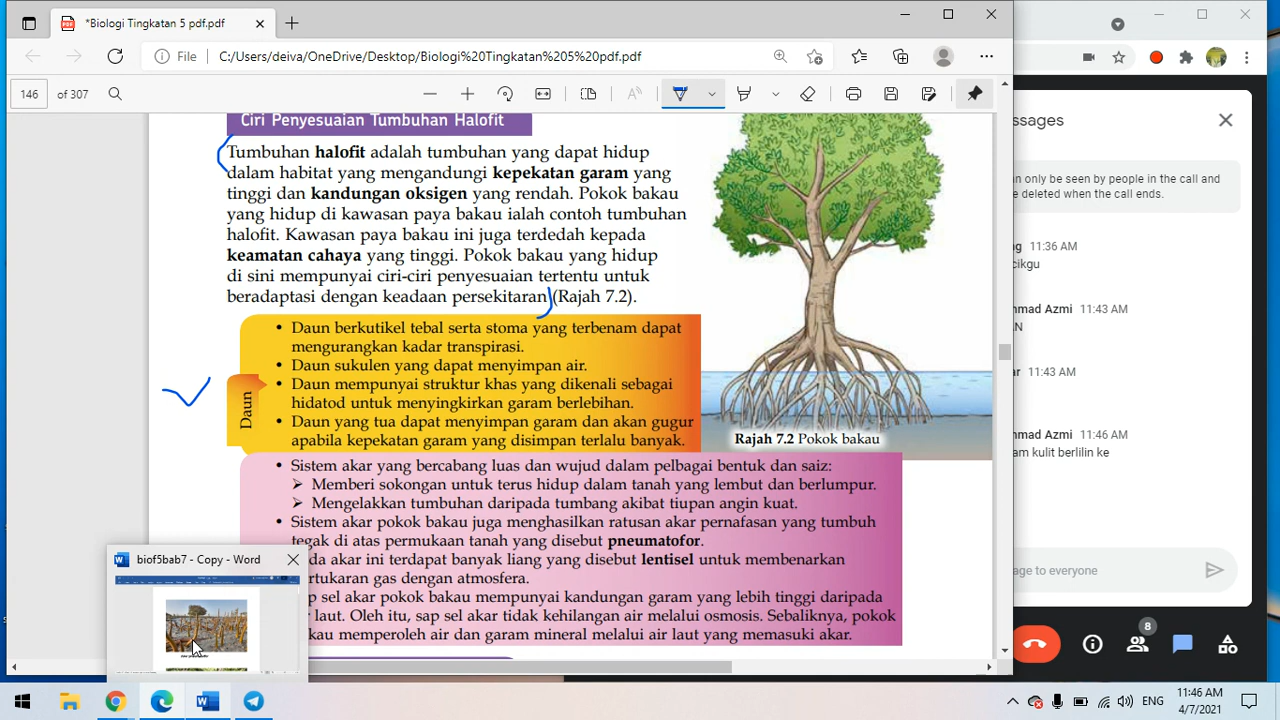 *Biologi Tingkatan 5 pdf.pdf
File C:/Users/deiva/OneDrive/Desktop/Biologi%20Tingkatan%205%20pdf.pdf
146 of 307
ssages
Ciri Penyesuaian Tumbuhan Halofit
Tumbuhan halofit adalah tumbuhan yang dapat hidup
dalam habitat yang mengandungi kepekatan garam yang
tinggi dan kandungan oksigen yang rendah. Pokok bakau
yang hidup di kawasan paya bakau ialah contoh tumbuhan
halofit. Kawasan paya bakau ini juga terdedah kepada
keamatan cahaya yang tinggi. Pokok bakau yang hidup
di sini mempunyai ciri-ciri penyesuaian tertentu untuk
beradaptasi dengan keadaan persekitaran (Rajah 7.2).
Daun
• Daun berkutikel tebal serta stoma yang terbenam dapat
mengurangkan kadar transpirasi.
• Daun sukulen yang dapat menyimpan air.
• Daun mempunyai struktur khas yang dikenali sebagai
hidatod untuk menyingkirkan garam berlebihan.
• Daun yang tua dapat menyimpan garam dan akan gugur
apabila kepekatan garam yang disimpan terlalu banyak.
Rajah 7.2 Pokok bakau
• Sistem akar yang bercabang luas dan wujud dalam pelbagai bentuk dan saiz:
➢ Memberi sokongan untuk terus hidup dalam tanah yang lembut dan berlumpur.
➢ Mengelakkan tumbuhan daripada tumbang akibat tiupan angin kuat.
• Sistem akar pokok bakau juga menghasilkan ratusan akar pernafasan yang tumbuh
tegak di atas permukaan tanah yang disebut pneumatofor.
da akar ini terdapat banyak liang yang disebut lentisel untuk membenarkan
rtukaran gas dengan atmosfera.
p sel akar pokok bakau mempunyai kandungan garam yang lebih tinggi daripada
laut. Oleh itu, sap sel akar tidak kehilangan air melalui osmosis. Sebaliknya, pokok
kau memperoleh air dan garam mineral melalui air laut yang memasuki akar.
biof5bab7 - Copy - Word
an only be seen by people in the call and
e deleted when the call ends.
g 11:36 AM
cikgu
hmad Azmi 11:43 AM
AN
ar 11:43 AM
hmad Azmi 11:46 AM
am kulit berlilin ke
ge to everyone
8
ENG
11:46 AM
4/7/2021